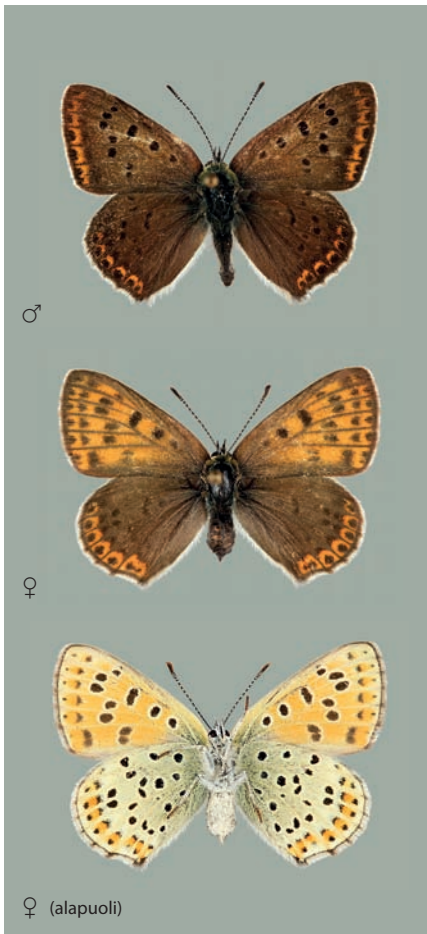 ♂
♀
♀ (alapuoli)